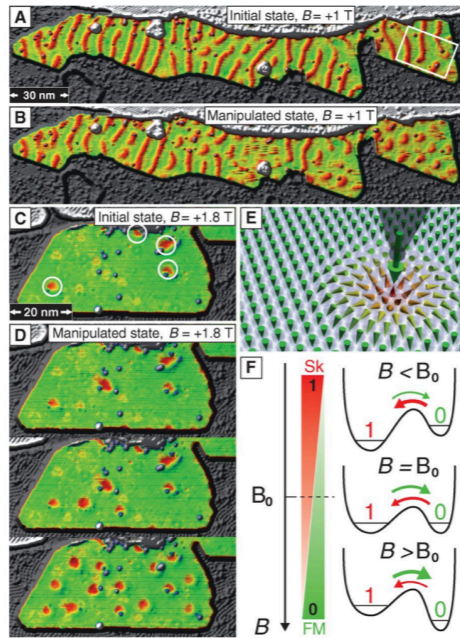 A
Initial state, B = +1 T
30 nm
B
Manipulated state, B = +1 T
C
Initial state, B = +1.8 T
20 nm
D
Manipulated state, B = +1.8 T
E
F
Sk
1
B₀
B
0
FM
B < B₀
1
0
B = B₀
1
0
B > B₀
1
0